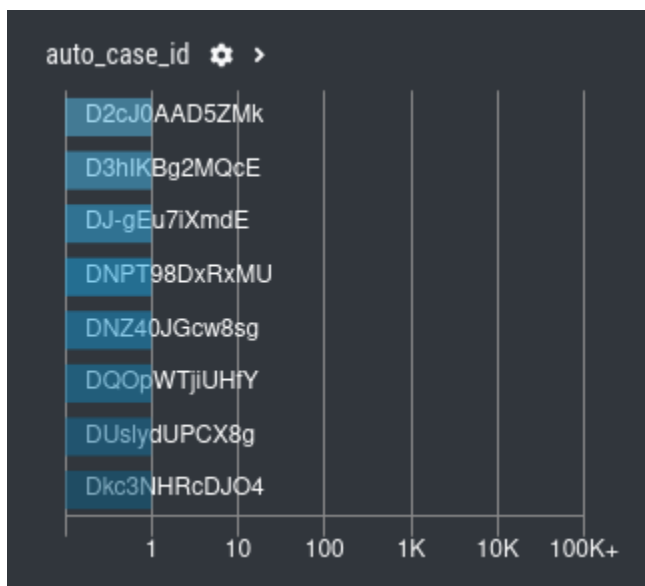 auto_case_id
D2cJ0AAD5ZMk
D3hIKBg2MQcE
DJ-gEu7iXmdE
DNPT98DxRxMU
DNZ40JGcw8sg
DQOpWTjiUHfY
DUslydUPCX8g
Dkc3NHRcDJO4
1 10 100 1K 10K 100K+